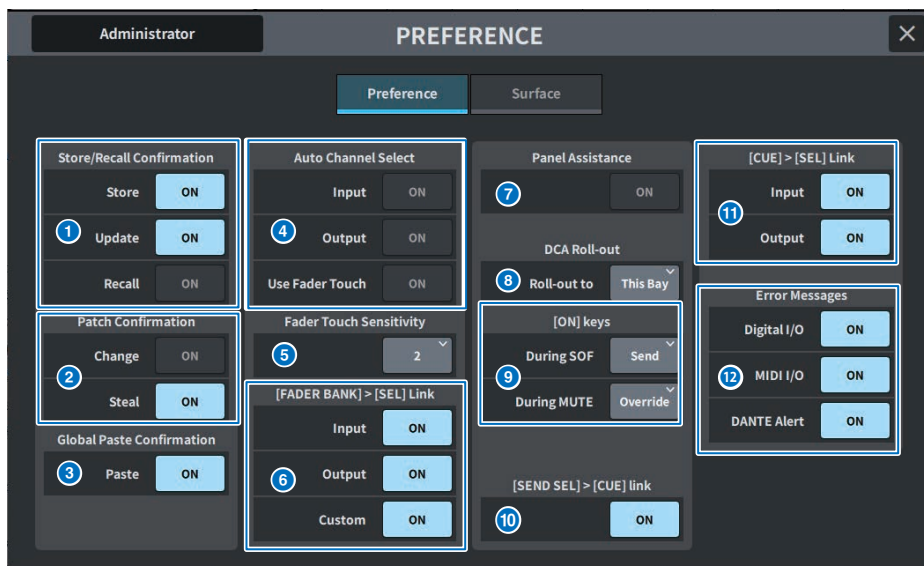 Administrator
PREFERENCE
Preference
Surface
Store/Recall Confirmation
Store ON
1 Update ON
Recall ON
Patch Confirmation
Change ON
2
Steal ON
Global Paste Confirmation
3 Paste ON
Auto Channel Select
Input ON
4 Output ON
Use Fader Touch ON
Fader Touch Sensitivity
5 2
[FADER BANK] > [SEL] Link
Input ON
6 Output ON
Custom ON
Panel Assistance
7 ON
DCA Roll-out
8 Roll-out to This Bay
[ON] keys
During SOF Send
9
During MUTE Override
[SEND SEL] > [CUE] link
10 ON
[CUE] > [SEL] Link
Input ON
11
Output ON
Error Messages
Digital I/O ON
12 MIDI I/O ON
DANTE Alert ON